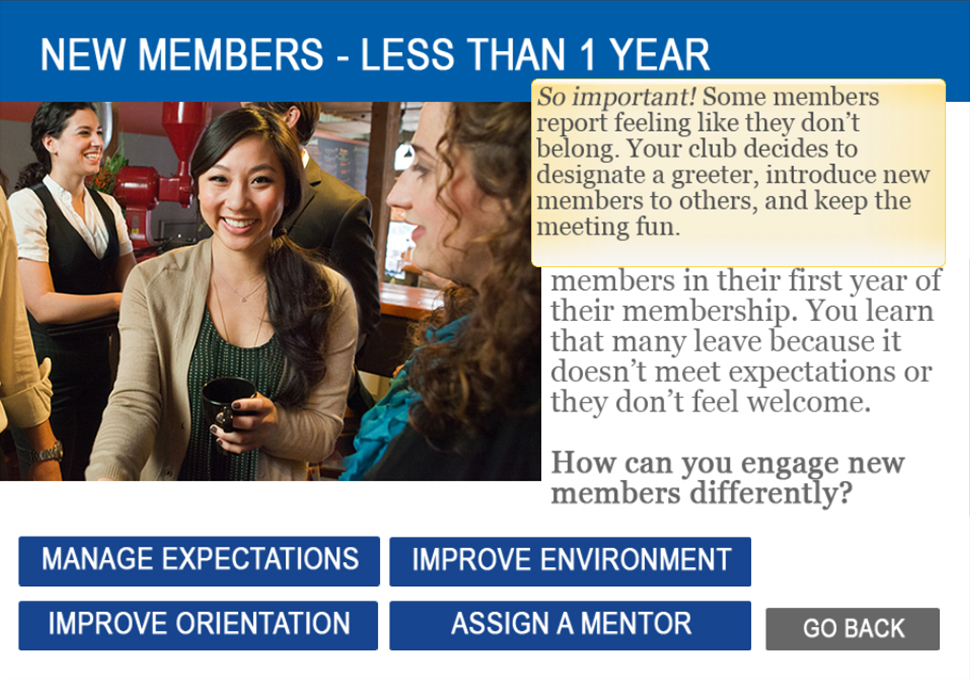 NEW MEMBERS - LESS THAN 1 YEAR
So important! Some members
report feeling like they don't
belong. Your club decides to
designate a greeter, introduce new
members to others, and keep the
meeting fun.
members in their first year of
their membership. You learn
that many leave because it
doesn't meet expectations or
they don't feel welcome.
How can you engage new
members differently?
MANAGE EXPECTATIONS
IMPROVE ENVIRONMENT
IMPROVE ORIENTATION
ASSIGN A MENTOR
GO BACK